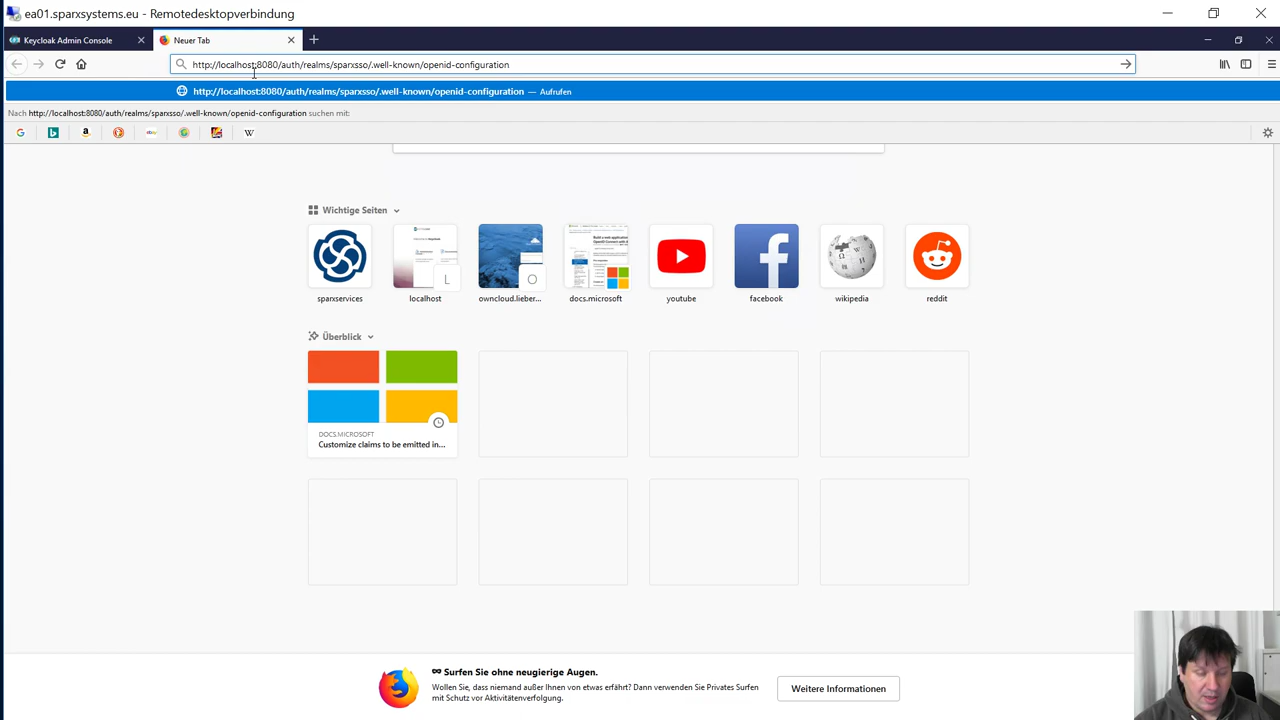 ea01.sparxsystems.eu - Remotedesktopverbindung
Keycloak Admin Console
Neuer Tab
http://localhost:8080/auth/realms/sparxsso/.well-known/openid-configuration
http://localhost:8080/auth/realms/sparxsso/.well-known/openid-configuration — Aufrufen
Nach http://localhost:8080/auth/realms/sparxsso/.well-known/openid-configuration suchen mit:
Wichtige Seiten
L
O
sparxservices
localhost
owncloud.lieber...
docs.microsoft
youtube
facebook
wikipedia
reddit
Überblick
DOCS.MICROSOFT
Customize claims to be emitted in...
Surfen Sie ohne neugierige Augen.
Wollen Sie, dass niemand außer Ihnen von etwas erfährt? Dann verwenden Sie Privates Surfen
mit Schutz vor Aktivitätenverfolgung.
Weitere Informationen